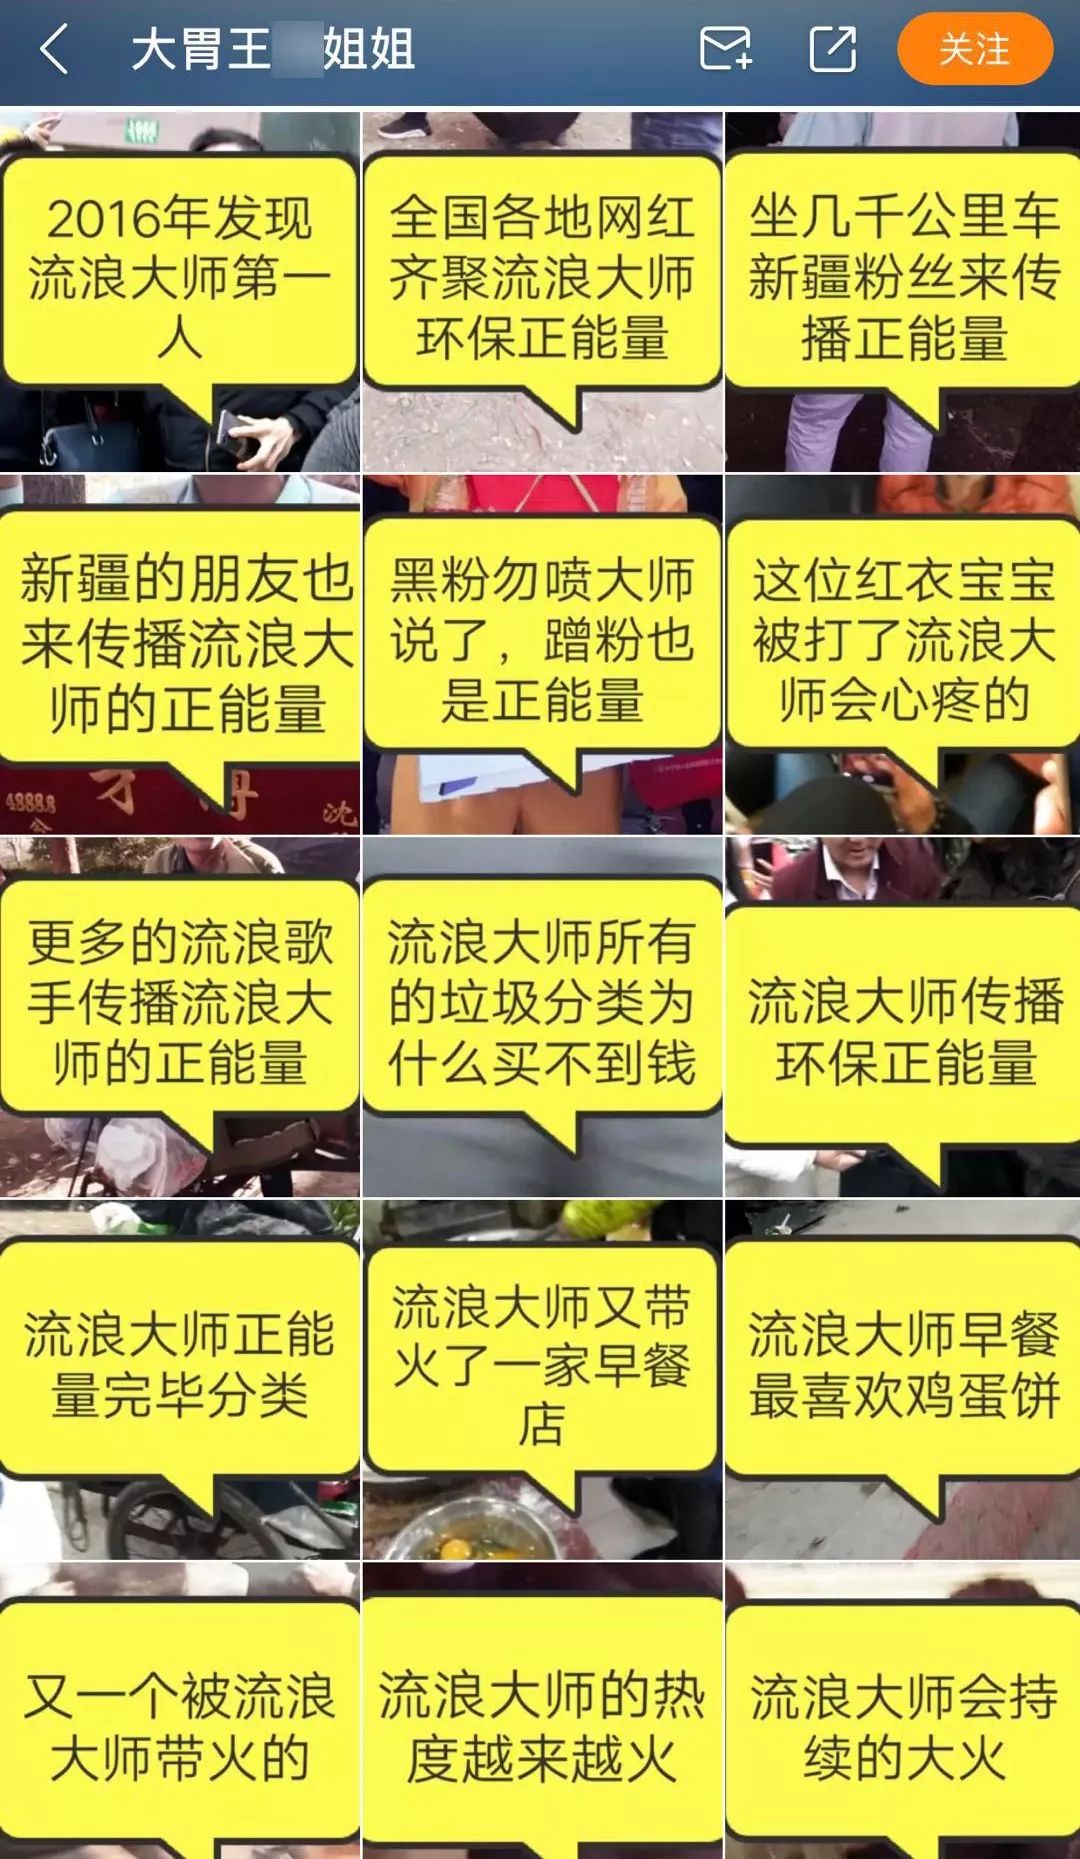 大胃王
姐姐
关注
2016年发现
流浪大师第一
人
全国各地网红
齐聚流浪大师
环保正能量
坐几千公里车
新疆粉丝来传
播正能量
新疆的朋友也
来传播流浪大
师的正能量
4888.8
黑粉勿喷大师
说了，蹭粉也
是正能量
这位红衣宝宝
被打了流浪大
师会心疼的
更多的流浪歌
手传播流浪大
师的正能量
流浪大师所有
的垃圾分类为
什么买不到钱
流浪大师传播
环保正能量
流浪大师正能
量完毕分类
流浪大师又带
火了一家早餐
店
流浪大师早餐
最喜欢鸡蛋饼
又一个被流浪
大师带火的
流浪大师的热
度越来越火
流浪大师会持
续的大火